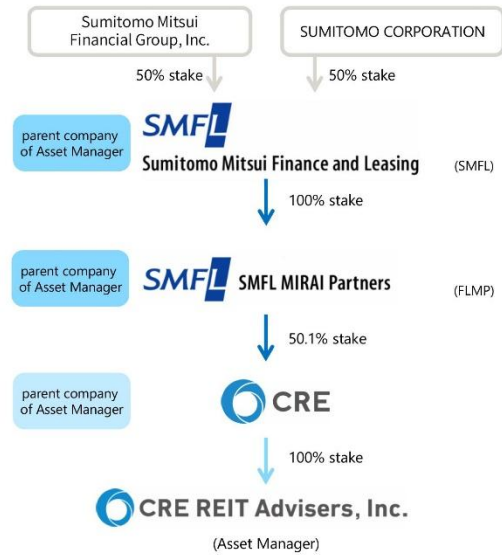 Sumitomo Mitsui
Financial Group, Inc.
SUMITOMO CORPORATION
50% stake
50% stake
parent company
of Asset Manager
SMFL
Sumitomo Mitsui Finance and Leasing
(SMFL)
100% stake
parent company
of Asset Manager
SMFL SMFL MIRAI Partners
(FLMP)
50.1% stake
parent company
of Asset Manager
CRE
100% stake
CRE REIT Advisers, Inc.
(Asset Manager)